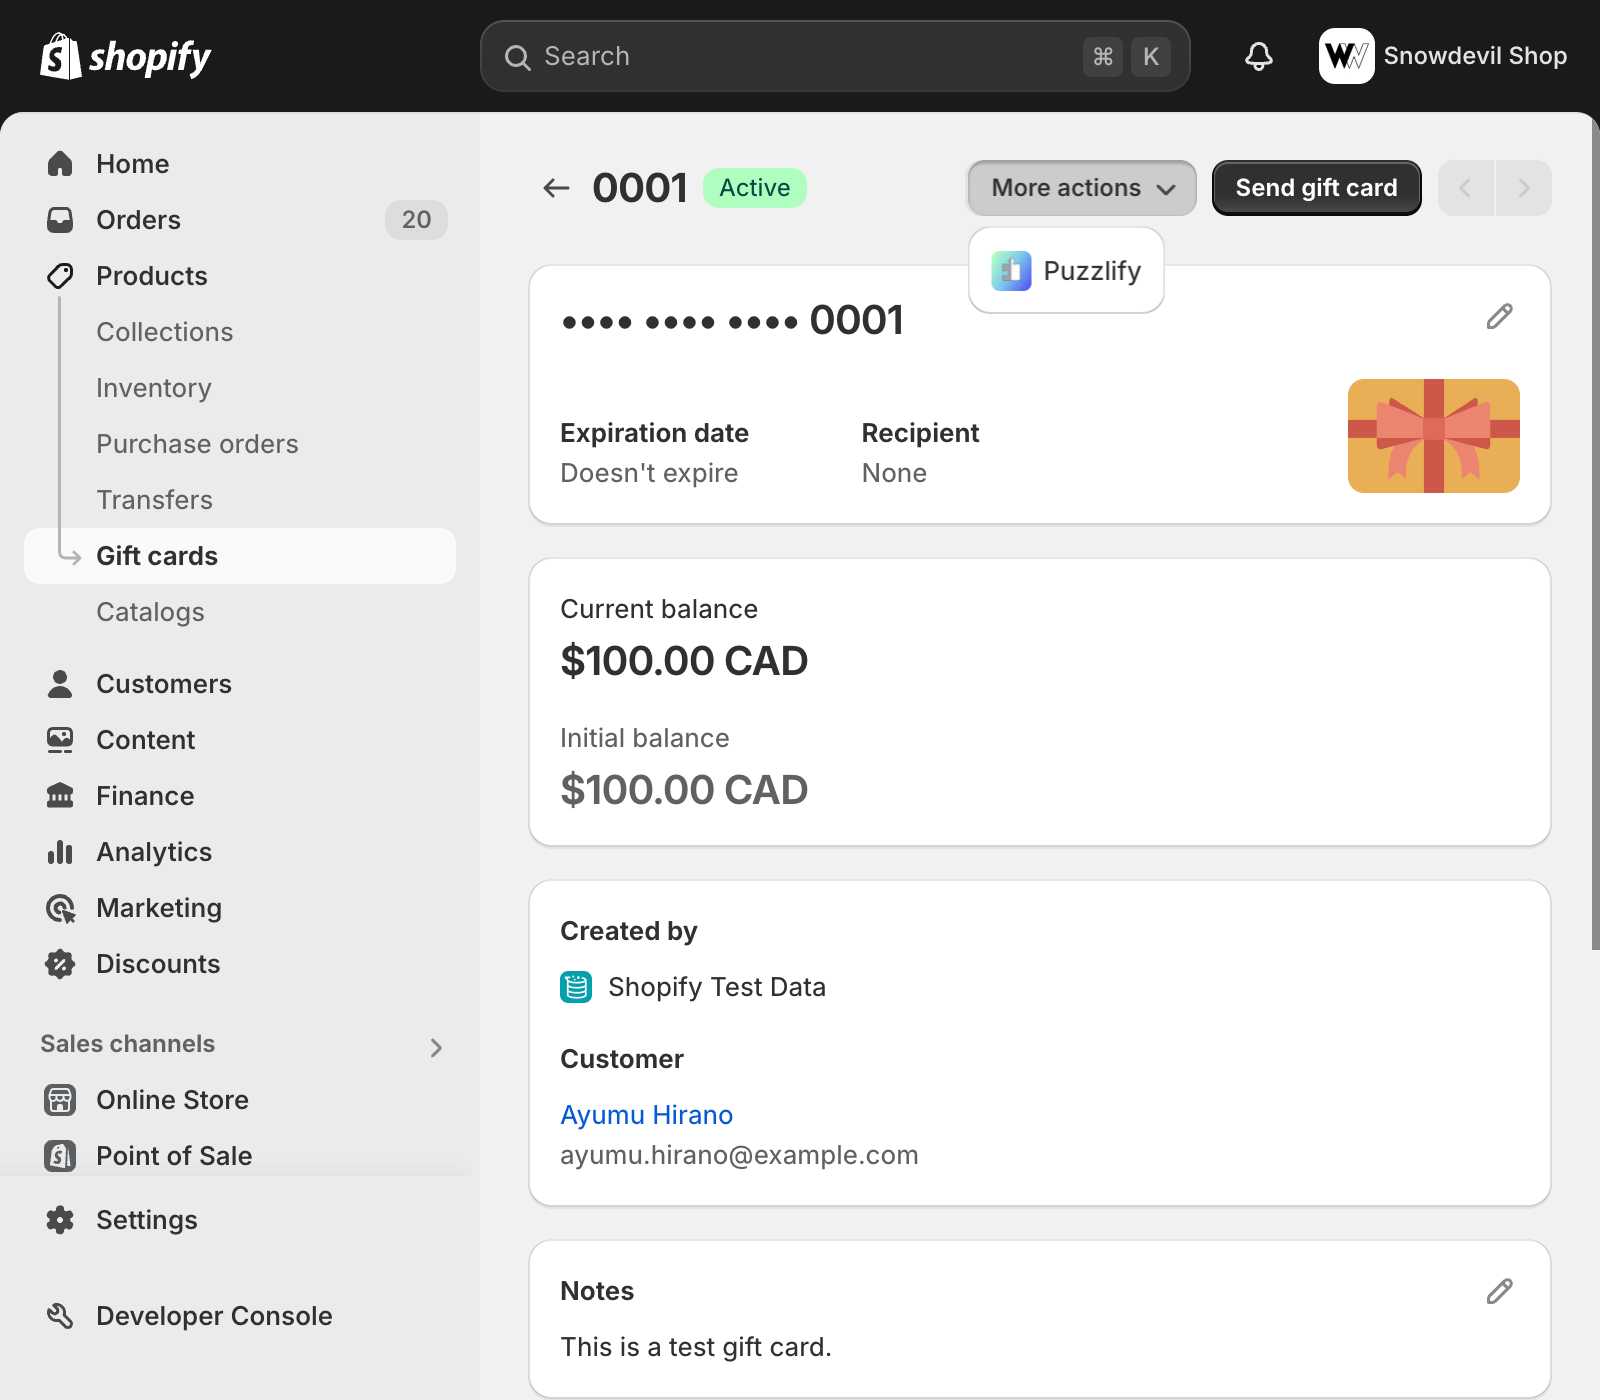 shopify
Search
⌘ K
Snowdevil Shop
Home
Orders
20
Products
Collections
Inventory
Purchase orders
Transfers
Gift cards
Catalogs
Customers
Content
Finance
Analytics
Marketing
Discounts
Sales channels
Online Store
Point of Sale
Settings
Developer Console
0001
Active
More actions
Send gift card
Puzzlify
•••• •••• •••• 0001
Expiration date
Doesn't expire
Recipient
None
Current balance
$100.00 CAD
Initial balance
$100.00 CAD
Created by
Shopify Test Data
Customer
Ayumu Hirano
ayumu.hirano@example.com
Notes
This is a test gift card.